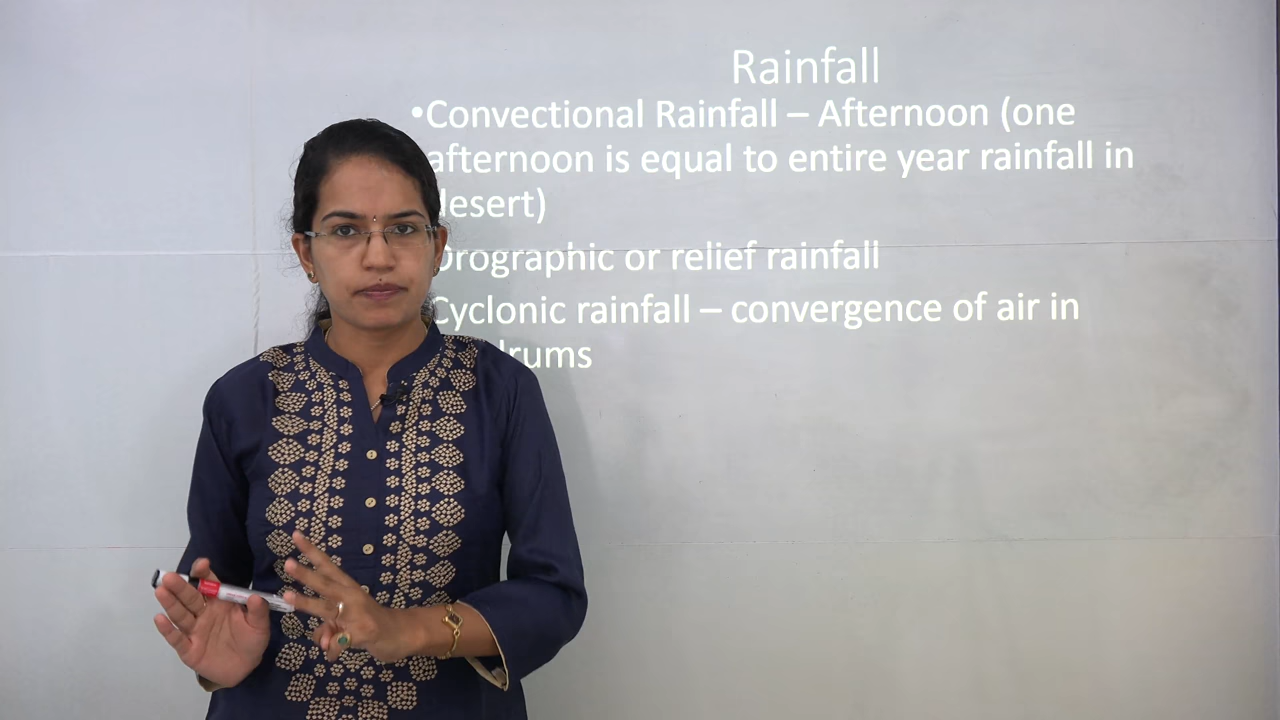 Rainfall
•Convectional Rainfall – Afternoon (one
afternoon is equal to entire year rainfall in
desert)
Orographic or relief rainfall
Cyclonic rainfall – convergence of air in